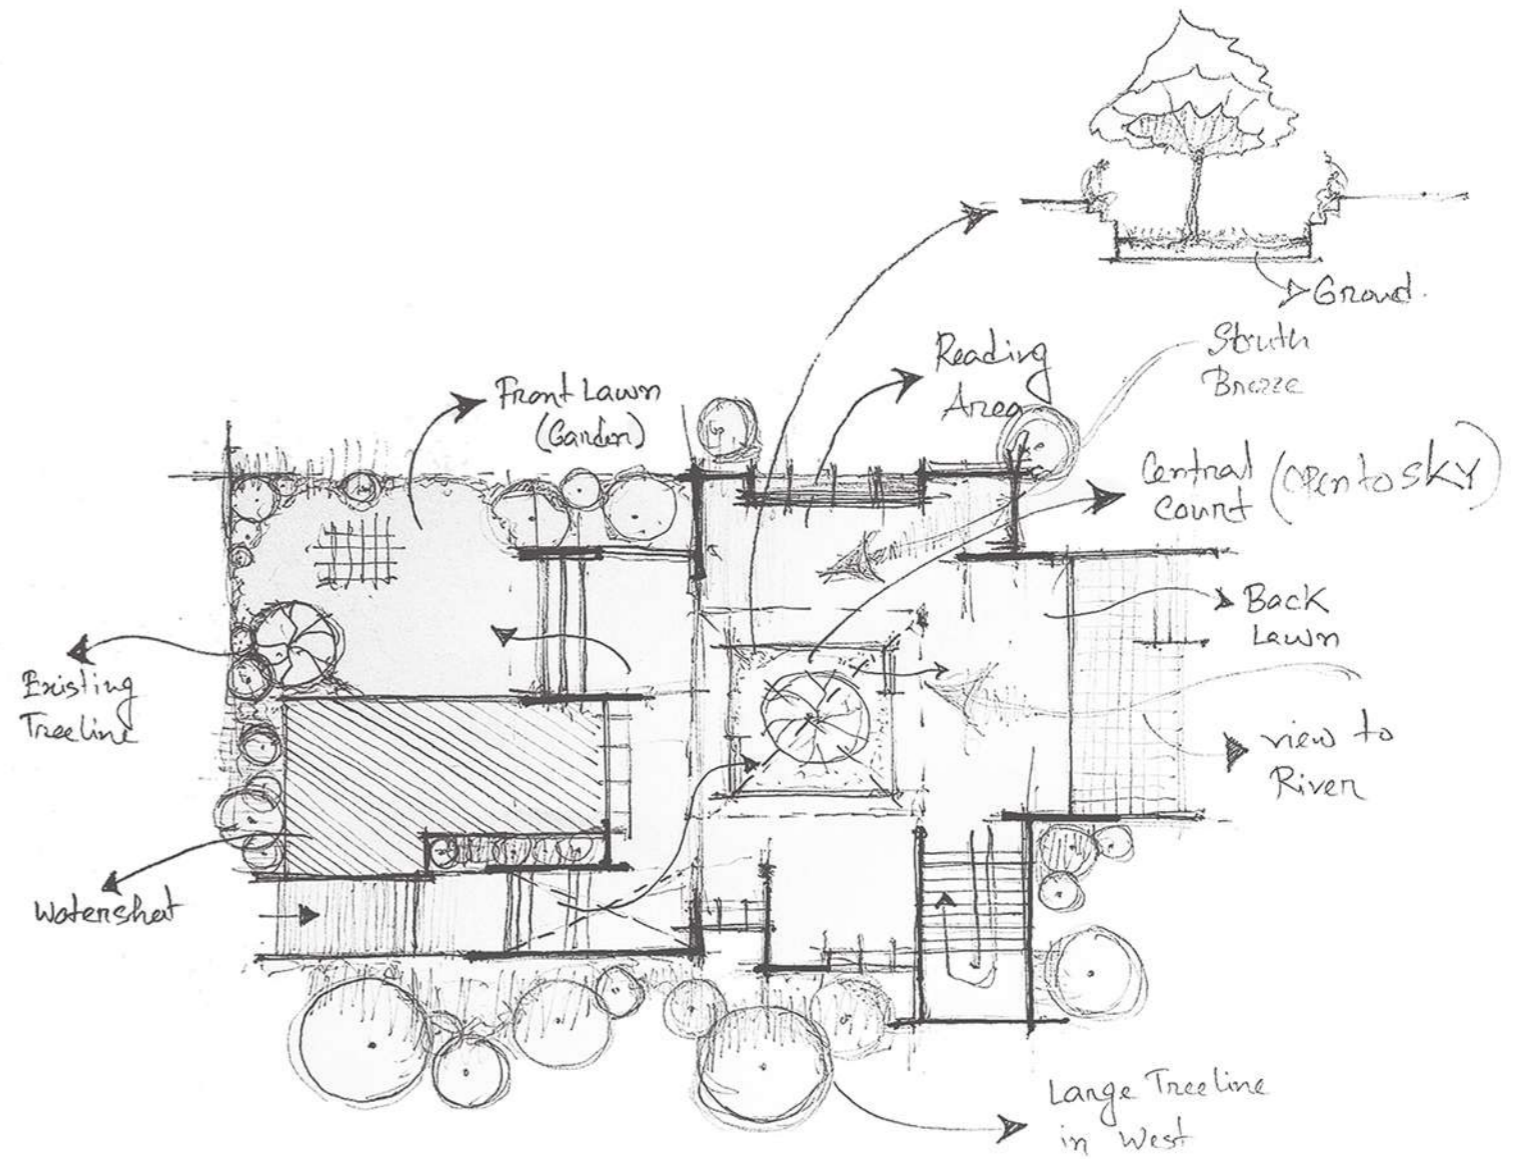 Ground.
South
Breeze
Reading
Area
Front Lawn
(Garden)
Central (OPEN to SKY)
Court
Back
Lawn
Existing
Treeline
view to
River
Large Treeline
in West